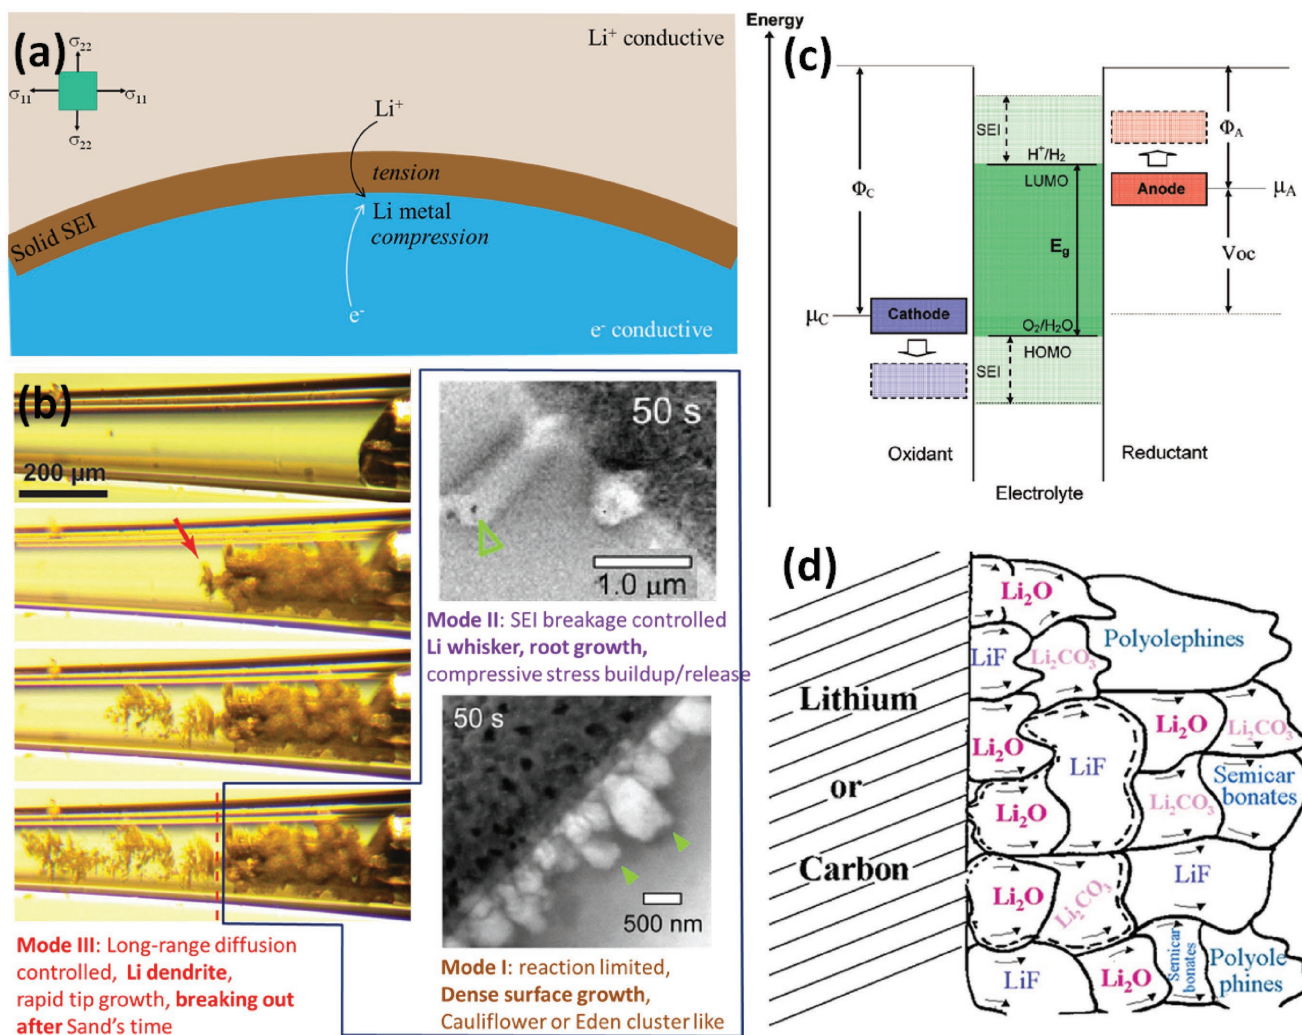 (a)
σ22
σ11
σ11
σ22
Li+ conductive
Li+
tension
Solid SEI
Li metal
compression
e-
e- conductive
(b)
200 µm
50 s
1.0 µm
Mode II: SEI breakage controlled
Li whisker, root growth,
compressive stress buildup/release
50 s
500 nm
Mode III: Long-range diffusion
controlled, Li dendrite,
rapid tip growth, breaking out
after Sand's time
Mode I: reaction limited,
Dense surface growth,
Cauliflower or Eden cluster like
Energy
(c)
SEI
H+/H2
LUMO
ΦC
ΦA
Anode
µA
Eg
Voc
µC
Cathode
O2/H2O
HOMO
SEI
Oxidant
Reductant
Electrolyte
(d)
Li2O
Polyolephines
LiF
Li2CO3
Lithium
or
Carbon
Li2O
LiF
Li2O
Li2CO3
Semicar
bonates
Li2O
Li2CO3
Li2O
Li2CO3
LiF
LiF
Li2O
Semicar
bonates
Polyole
phines